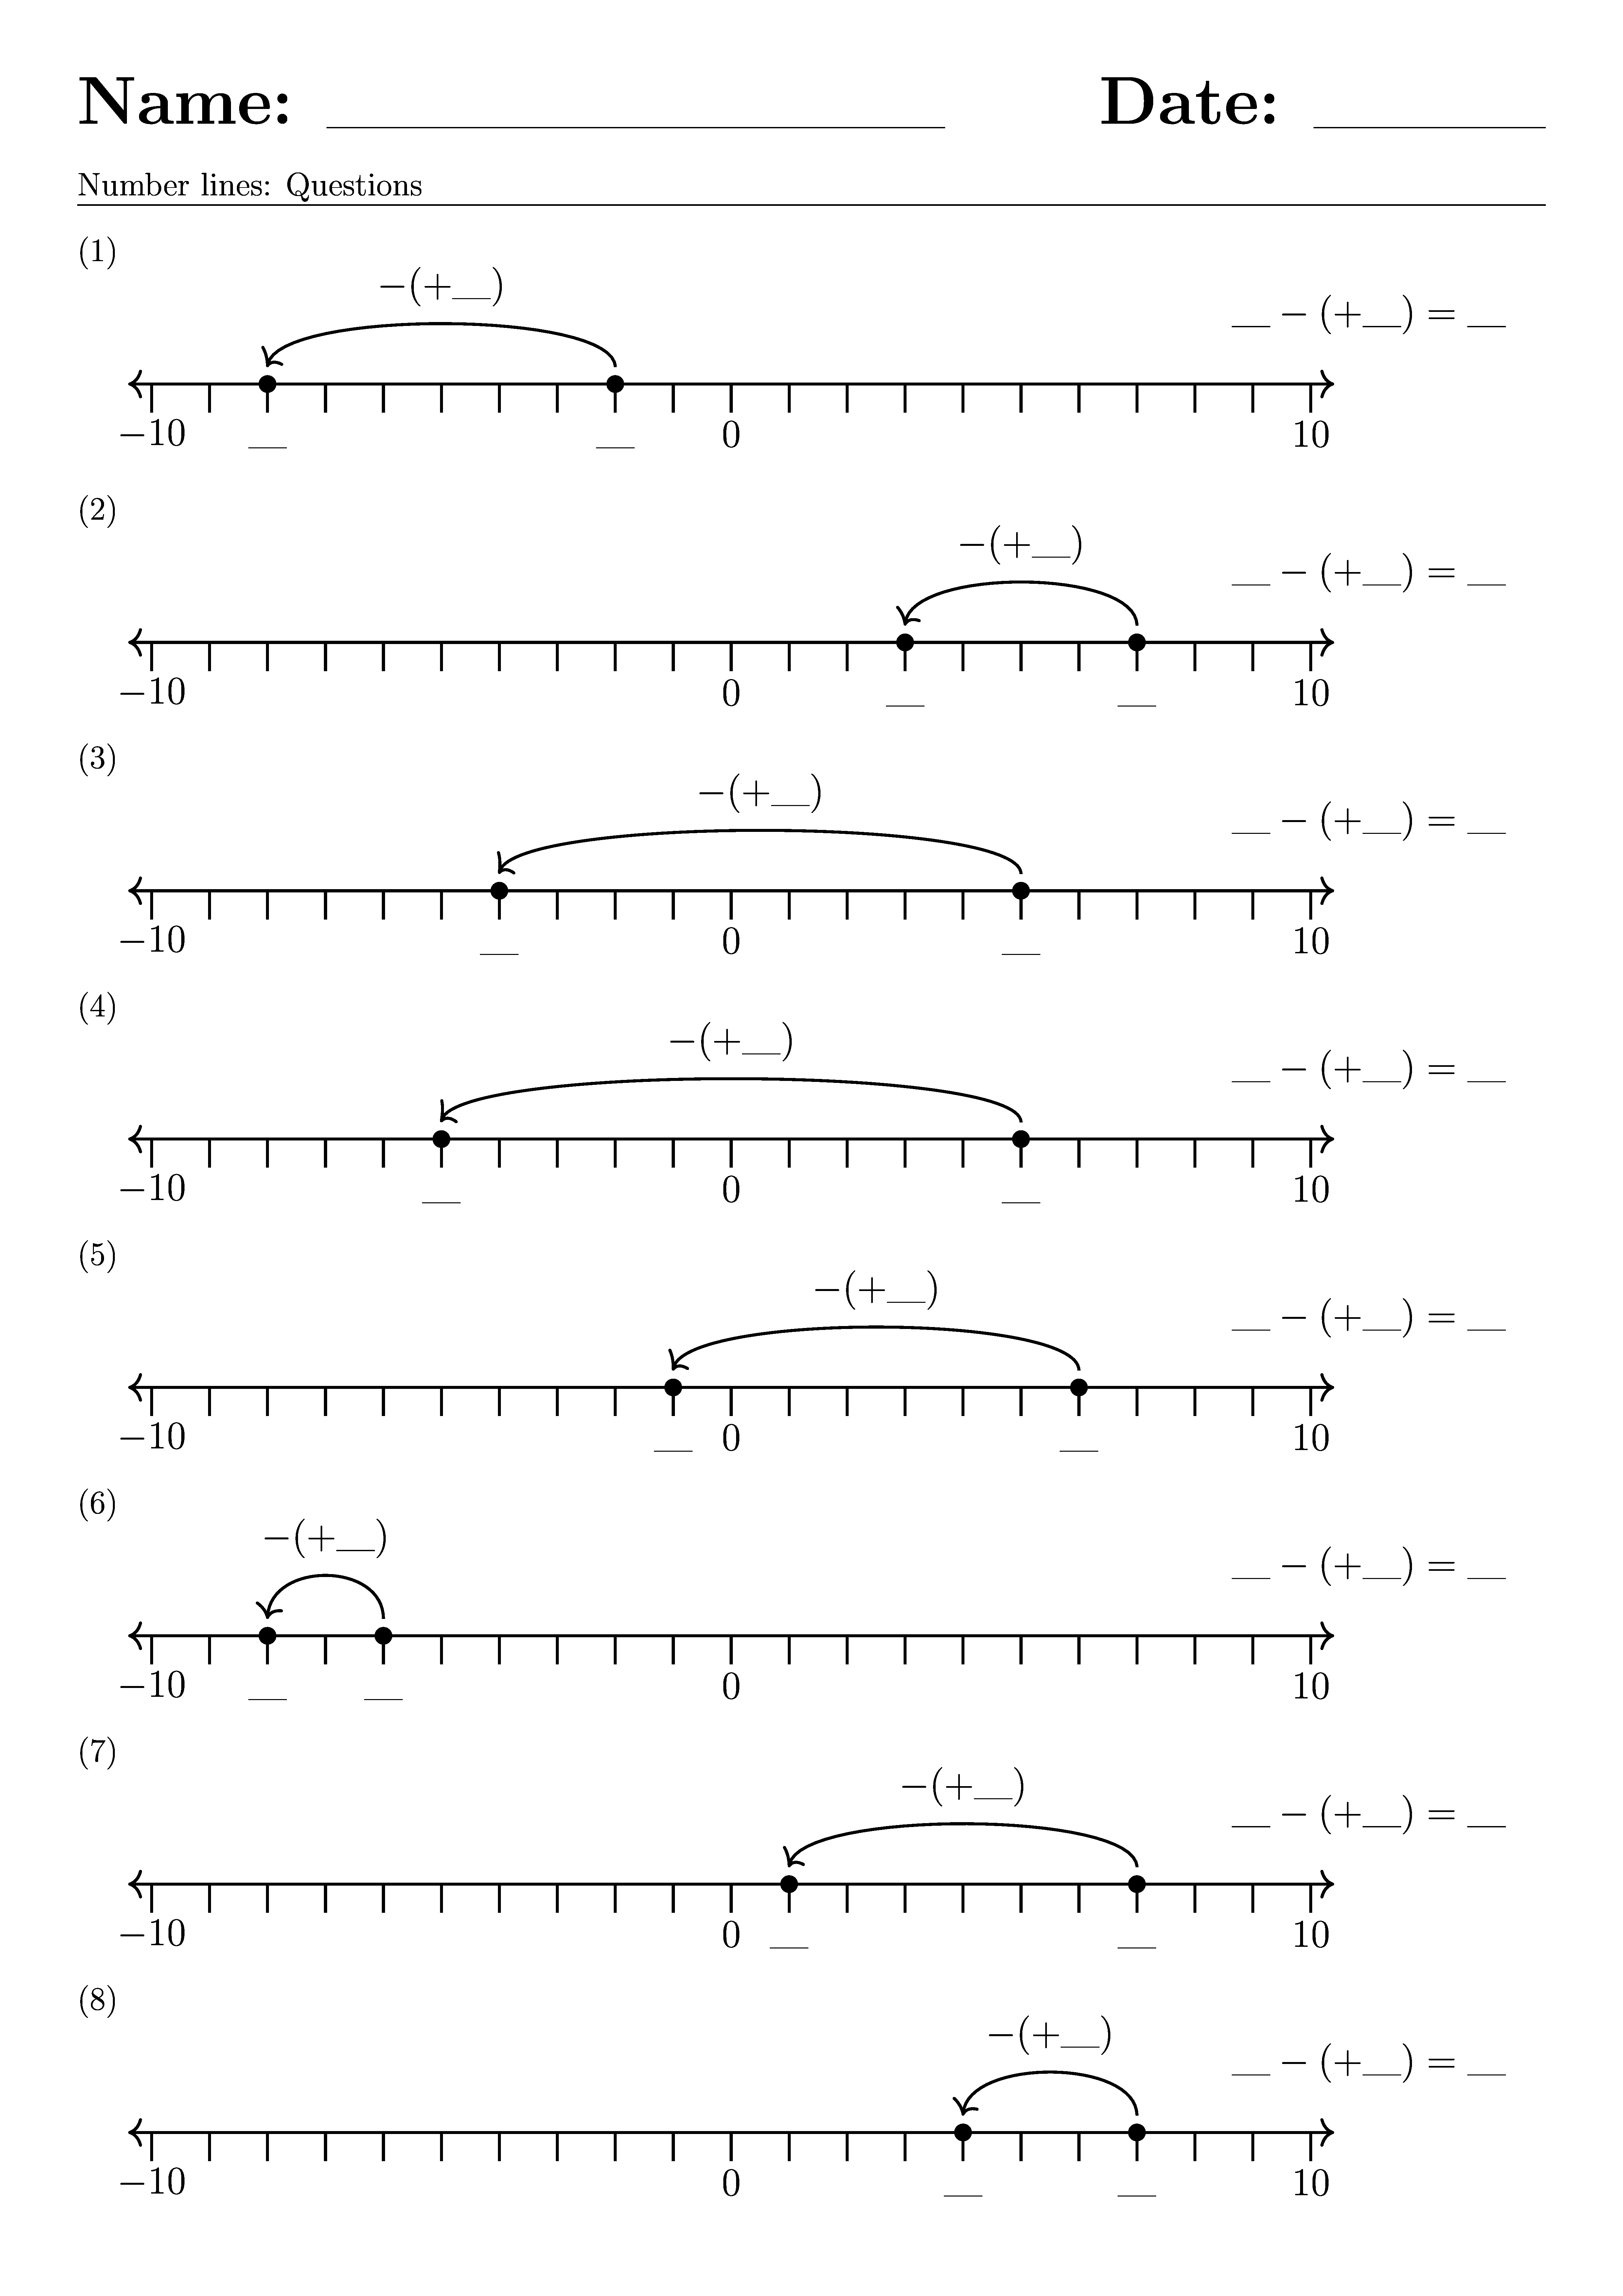 Name: ____ Date: ____
Number lines: Questions
(1)
−(+__)
__ − (+__) = __
−10 __ __ 0 10
(2)
−(+__)
__ − (+__) = __
−10 0 __ __ 10
(3)
−(+__)
__ − (+__) = __
−10 __ 0 __ 10
(4)
−(+__)
__ − (+__) = __
−10 __ 0 __ 10
(5)
−(+__)
__ − (+__) = __
−10 __ 0 __ 10
(6)
−(+__)
__ − (+__) = __
−10 __ __ 0 10
(7)
−(+__)
__ − (+__) = __
−10 0 __ __ 10
(8)
−(+__)
__ − (+__) = __
−10 0 __ __ 10